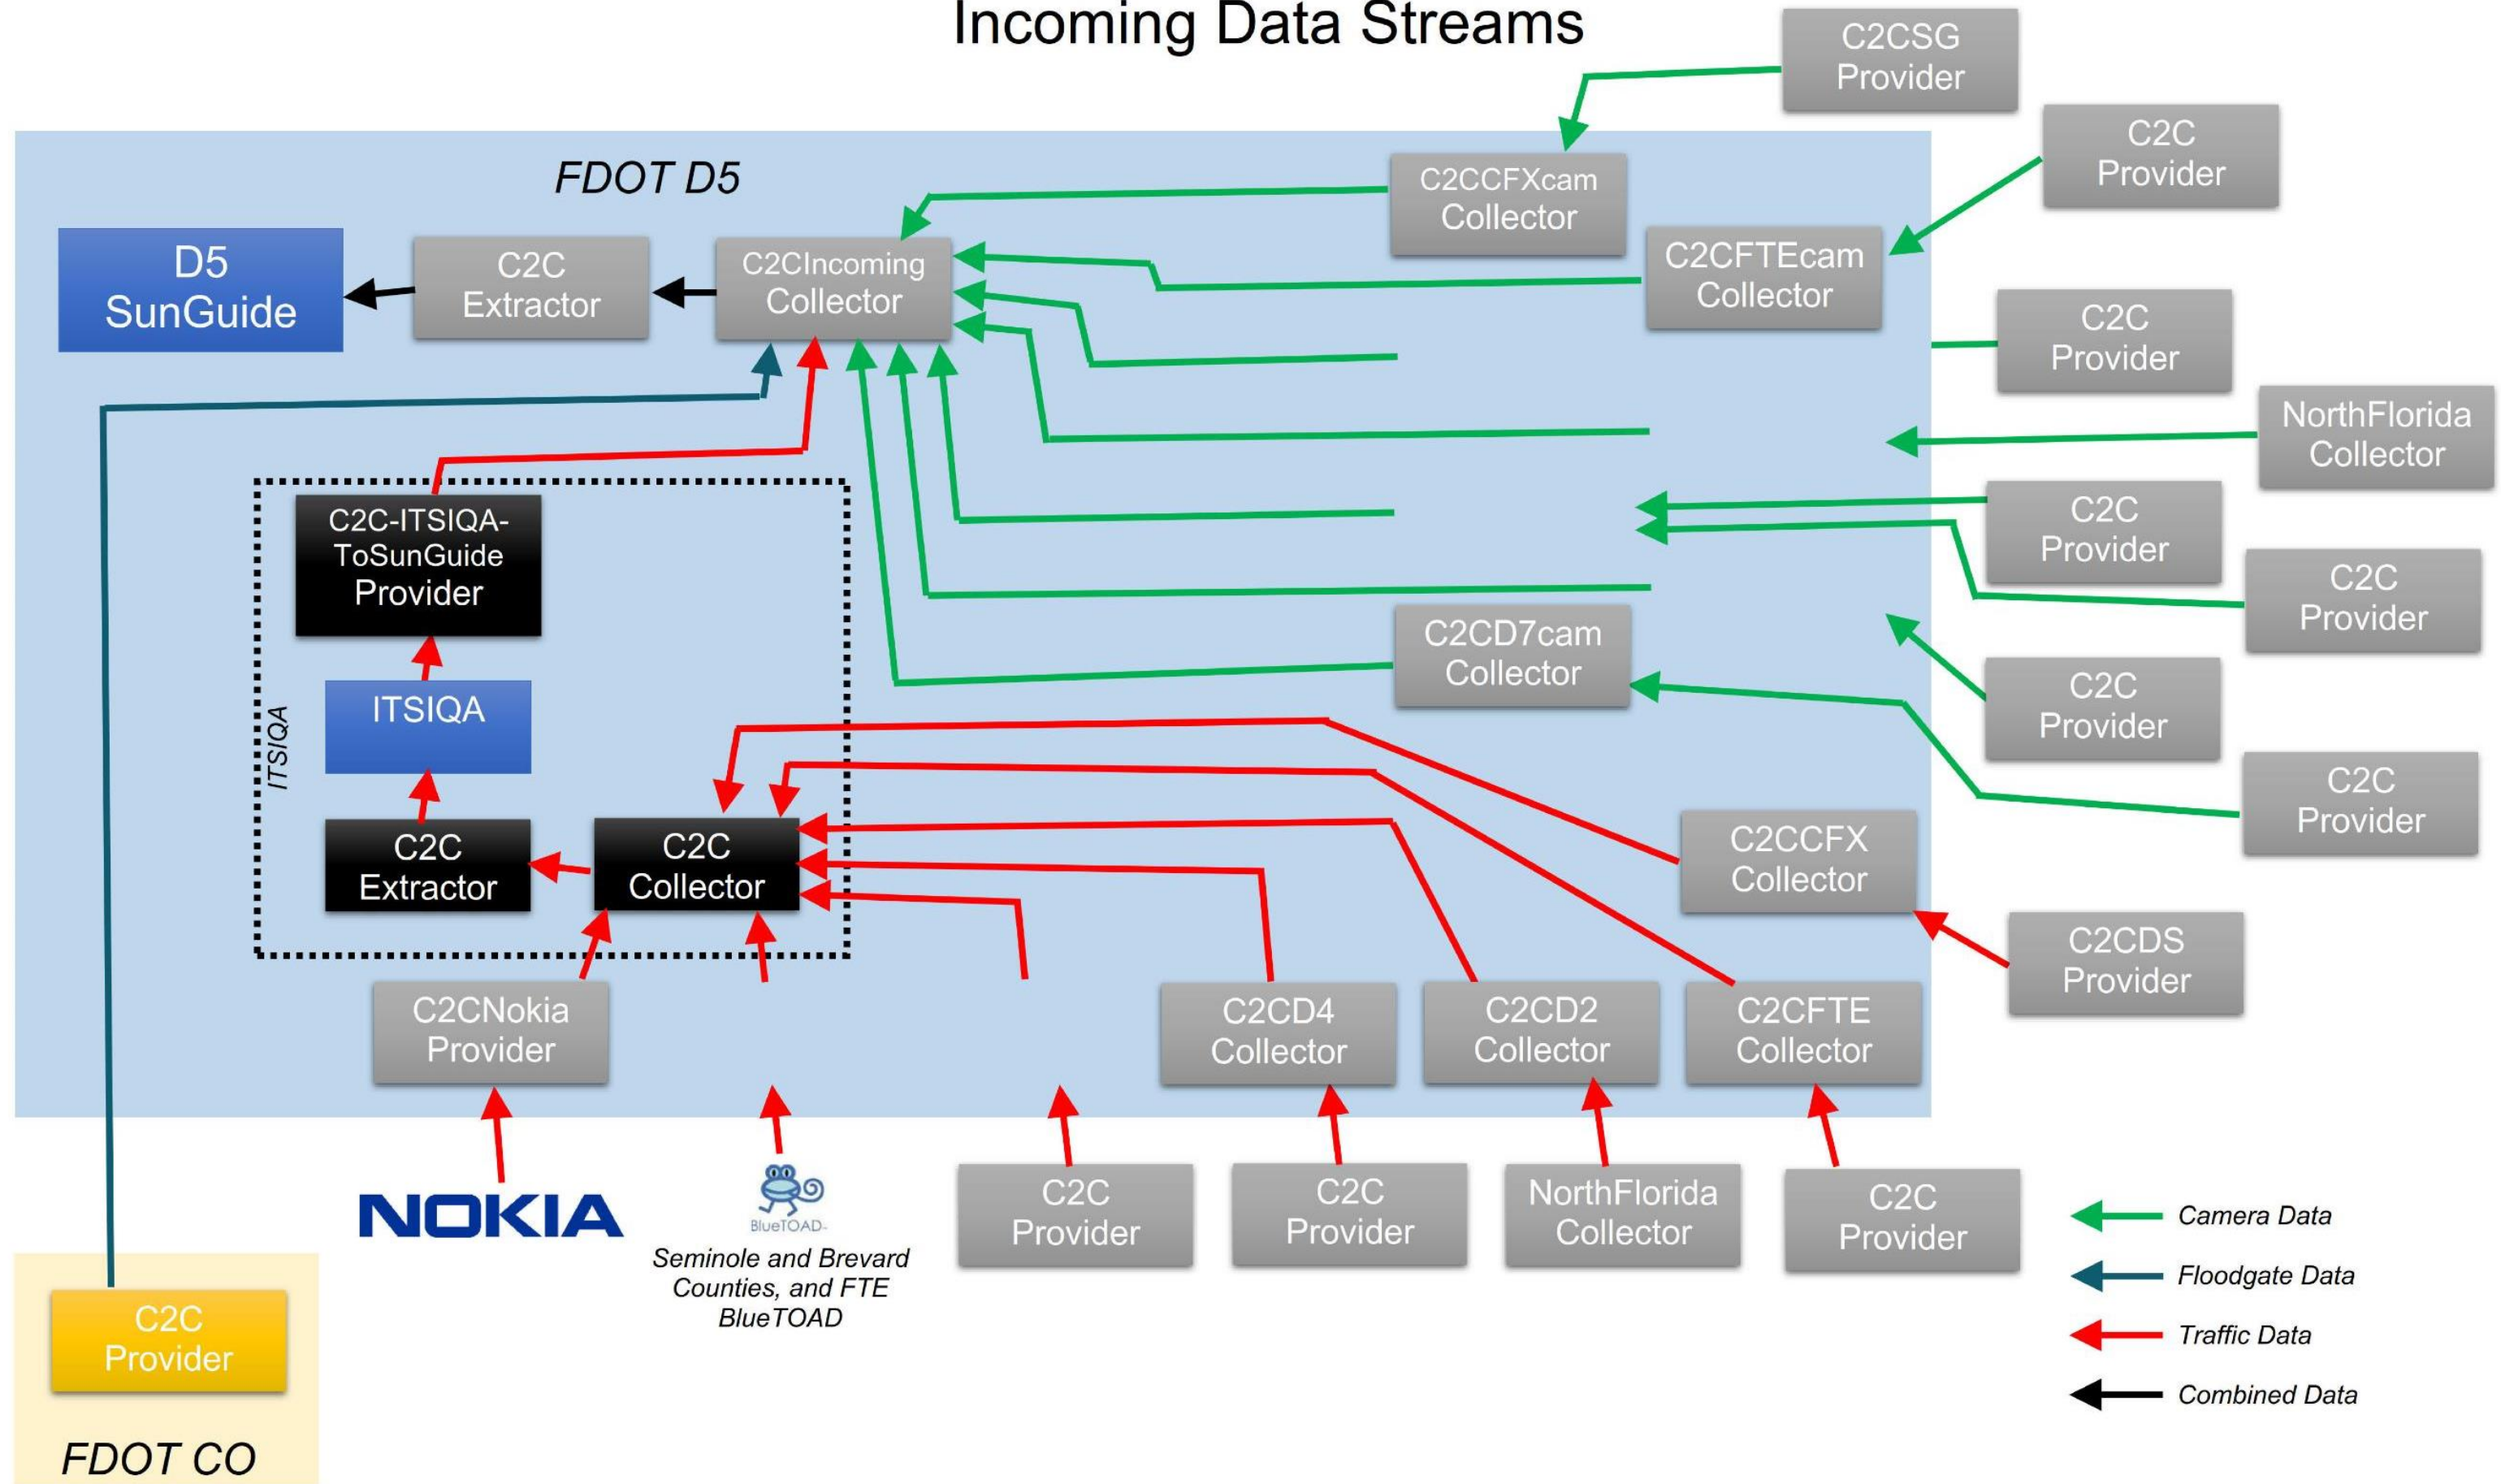 Incoming Data Streams
C2CSG
Provider
C2C
Provider
FDOT D5
C2CCFXcam
Collector
C2CFTEcam
Collector
D5
SunGuide
C2C
Extractor
C2CIncoming
Collector
C2C
Provider
NorthFlorida
Collector
C2C-ITSIQA-
ToSunGuide
Provider
C2C
Provider
C2C
Provider
C2CD7cam
Collector
C2C
Provider
ITSIQA
ITSIQA
C2C
Provider
C2C
Extractor
C2C
Collector
C2CCFX
Collector
C2CDS
Provider
C2CNokia
Provider
C2CD4
Collector
C2CD2
Collector
C2CFTE
Collector
NOKIA
BlueTOAD
Seminole and Brevard
Counties, and FTE
BlueTOAD
C2C
Provider
C2C
Provider
NorthFlorida
Collector
C2C
Provider
Camera Data
Floodgate Data
Traffic Data
Combined Data
C2C
Provider
FDOT CO